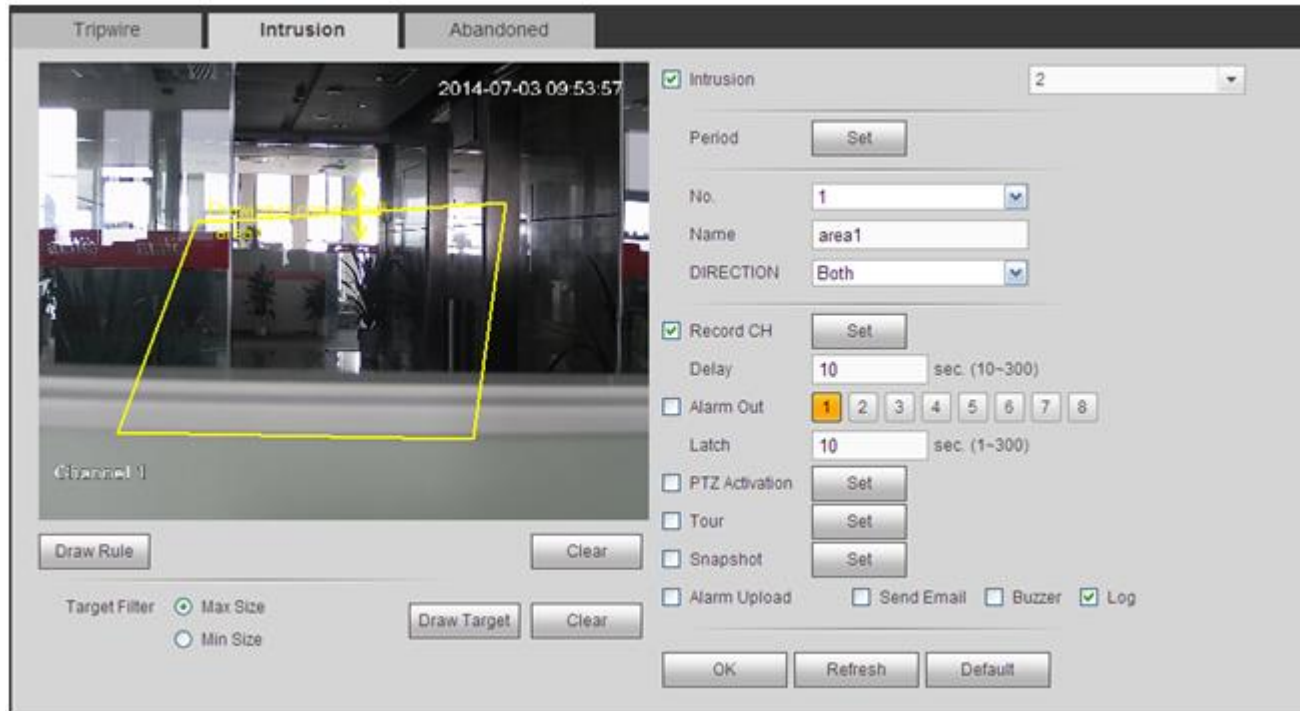 Tripwire Intrusion Abandoned
2014-07-03 09:53:57
area1
Channel 1
Draw Rule Clear
Target Filter Max Size
Min Size
Draw Target Clear
Intrusion 2
Period Set
No. 1
Name area1
DIRECTION Both
Record CH Set
Delay 10 sec. (10~300)
Alarm Out 1 2 3 4 5 6 7 8
Latch 10 sec. (1~300)
PTZ Activation Set
Tour Set
Snapshot Set
Alarm Upload Send Email Buzzer Log
OK Refresh Default